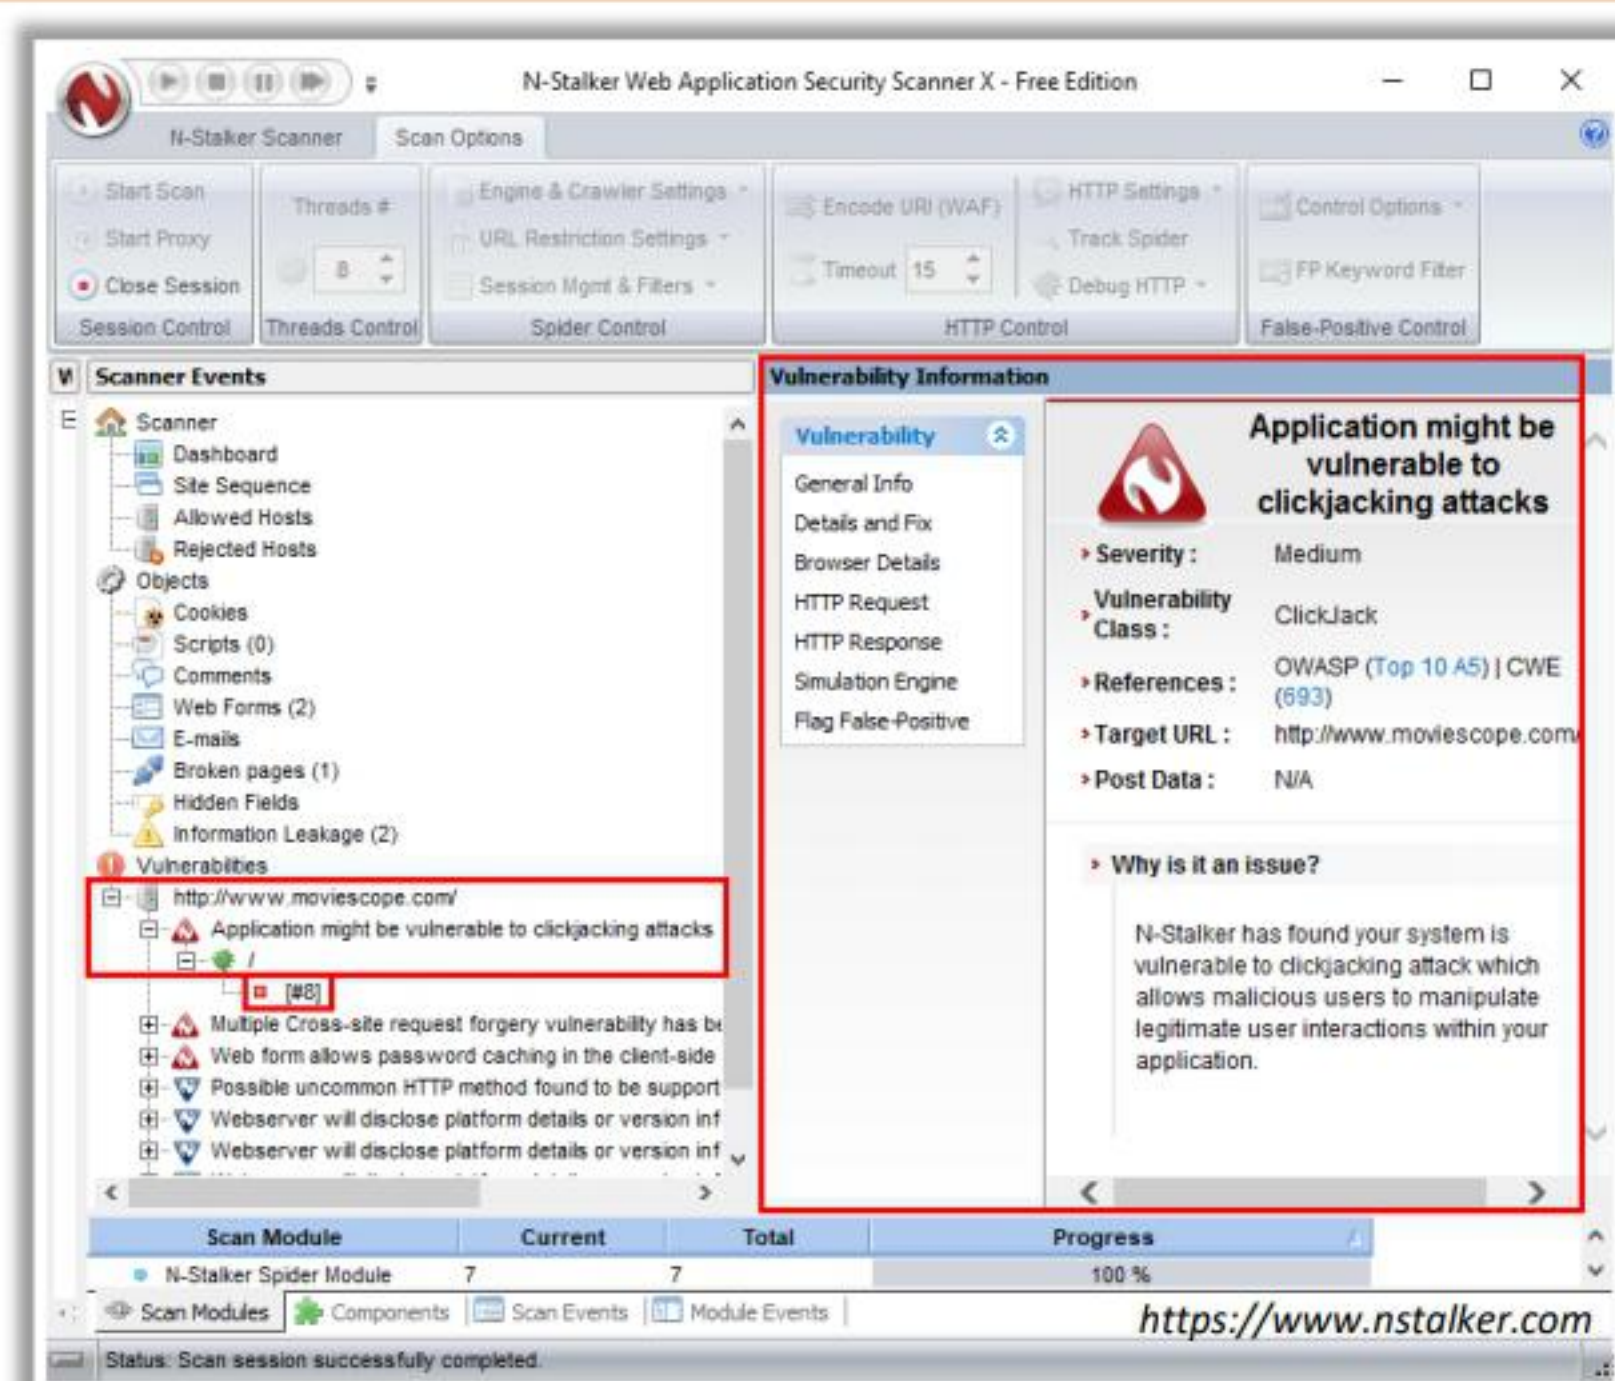 N-Stalker Web Application Security Scanner X - Free Edition
N-Stalker Scanner
Scan Options
Start Scan
Start Proxy
Close Session
Session Control
Threads #
8
Threads Control
Engine & Crawler Settings
URL Restriction Settings
Session Mgmt & Filters
Spider Control
Encode URI (WAF)
Timeout 15
HTTP Settings
Track Spider
Debug HTTP
HTTP Control
Control Options
FP Keyword Filter
False-Positive Control
Scanner Events
Scanner
Dashboard
Site Sequence
Allowed Hosts
Rejected Hosts
Objects
Cookies
Scripts (0)
Comments
Web Forms (2)
E-mails
Broken pages (1)
Hidden Fields
Information Leakage (2)
Vulnerabilities
http://www.moviescope.com/
Application might be vulnerable to clickjacking attacks
/
[#8]
Multiple Cross-site request forgery vulnerability has be
Web form allows password caching in the client-side
Possible uncommon HTTP method found to be support
Webserver will disclose platform details or version inf
Webserver will disclose platform details or version inf
Vulnerability Information
Vulnerability
General Info
Details and Fix
Browser Details
HTTP Request
HTTP Response
Simulation Engine
Flag False-Positive
Application might be
vulnerable to
clickjacking attacks
Severity : Medium
Vulnerability
Class : ClickJack
References : OWASP (Top 10 A5) | CWE
(693)
Target URL : http://www.moviescope.com/
Post Data : N/A
Why is it an issue?
N-Stalker has found your system is
vulnerable to clickjacking attack which
allows malicious users to manipulate
legitimate user interactions within your
application.
Scan Module Current Total Progress
N-Stalker Spider Module 7 7 100 %
Scan Modules Components Scan Events Module Events
https://www.nstalker.com
Status: Scan session successfully completed.